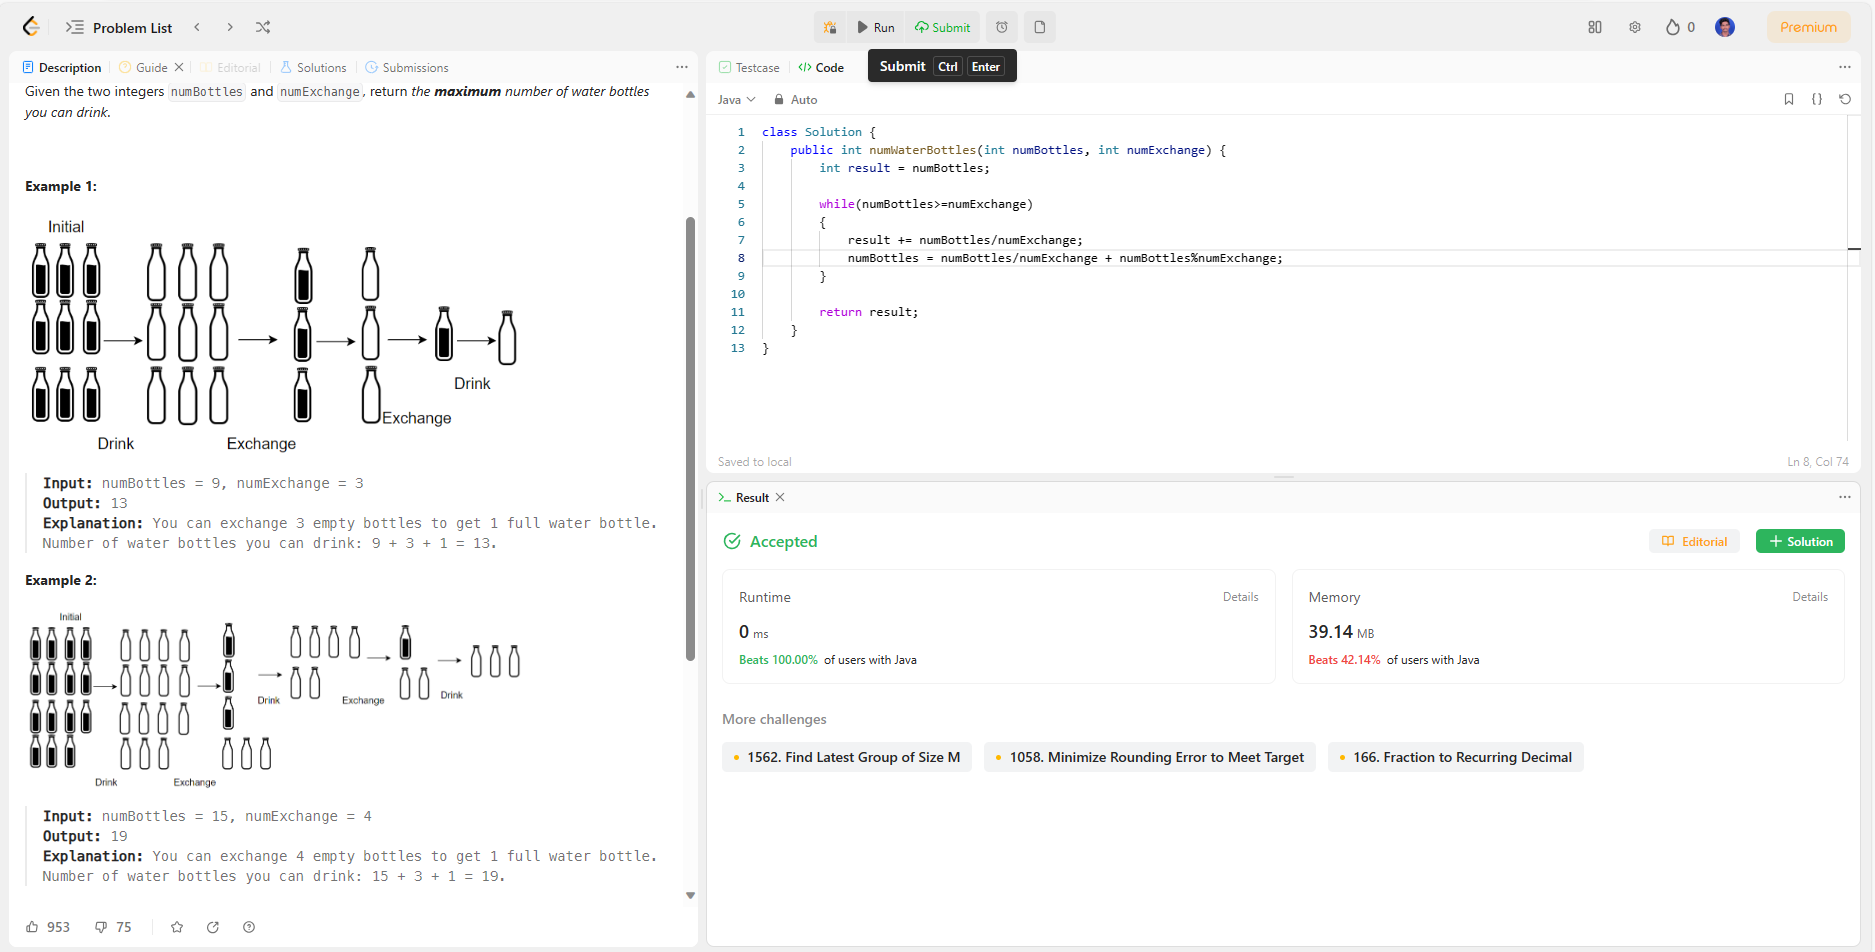 Problem List
Run
Submit
0
Premium
Description
Guide
Editorial
Solutions
Submissions
Given the two integers numBottles and numExchange, return the maximum number of water bottles
you can drink.
Example 1:
Initial
Drink
Exchange
Exchange
Drink
Input: numBottles = 9, numExchange = 3
Output: 13
Explanation: You can exchange 3 empty bottles to get 1 full water bottle.
Number of water bottles you can drink: 9 + 3 + 1 = 13.
Example 2:
Initial
Drink
Exchange
Drink
Exchange
Drink
Input: numBottles = 15, numExchange = 4
Output: 19
Explanation: You can exchange 4 empty bottles to get 1 full water bottle.
Number of water bottles you can drink: 15 + 3 + 1 = 19.
953
75
Testcase
Code
Submit Ctrl Enter
Java
Auto
1 class Solution {
2 public int numWaterBottles(int numBottles, int numExchange) {
3 int result = numBottles;
4
5 while(numBottles>=numExchange)
6 {
7 result += numBottles/numExchange;
8 numBottles = numBottles/numExchange + numBottles%numExchange;
9 }
10
11 return result;
12 }
13 }
Saved to local
Ln 8, Col 74
Result
Accepted
Editorial
Solution
Runtime
Details
0 ms
Beats 100.00% of users with Java
Memory
Details
39.14 MB
Beats 42.14% of users with Java
More challenges
1562. Find Latest Group of Size M
1058. Minimize Rounding Error to Meet Target
166. Fraction to Recurring Decimal